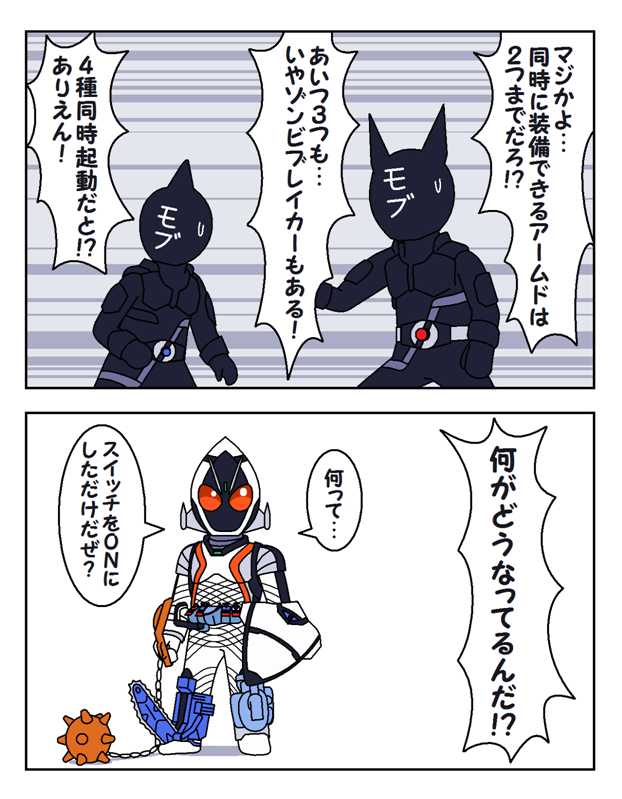 マジかよ…
同時に装備できるアームドは
2つまでだろ!?
あいつ3つも…
いやゾンビブレイカーもある!
モブ
4種同時起動だと!?
ありえん!
モブ
何がどうなってるんだ!?
何って…
スイッチをONに
しただけだぜ?